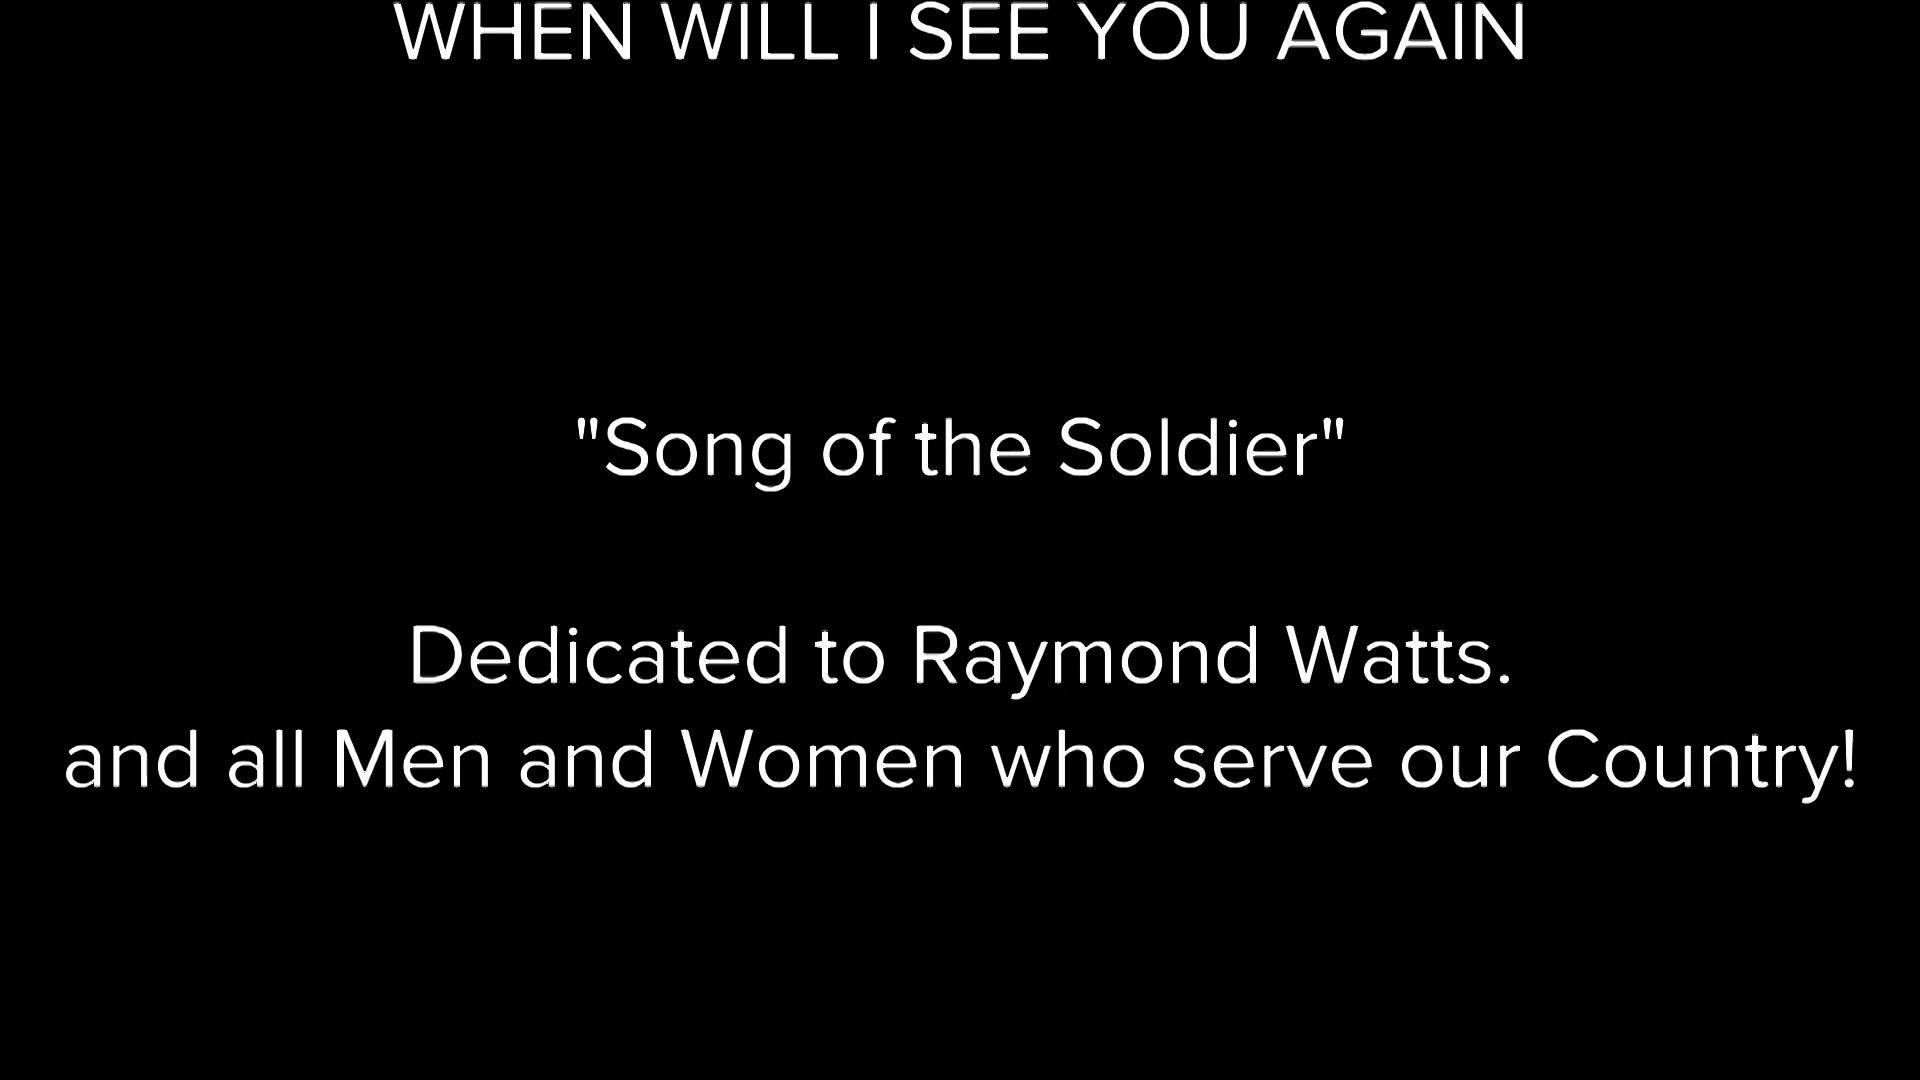 WHEN WILL I SEE YOU AGAIN
"Song of the Soldier"
Dedicated to Raymond Watts.
and all Men and Women who serve our Country!